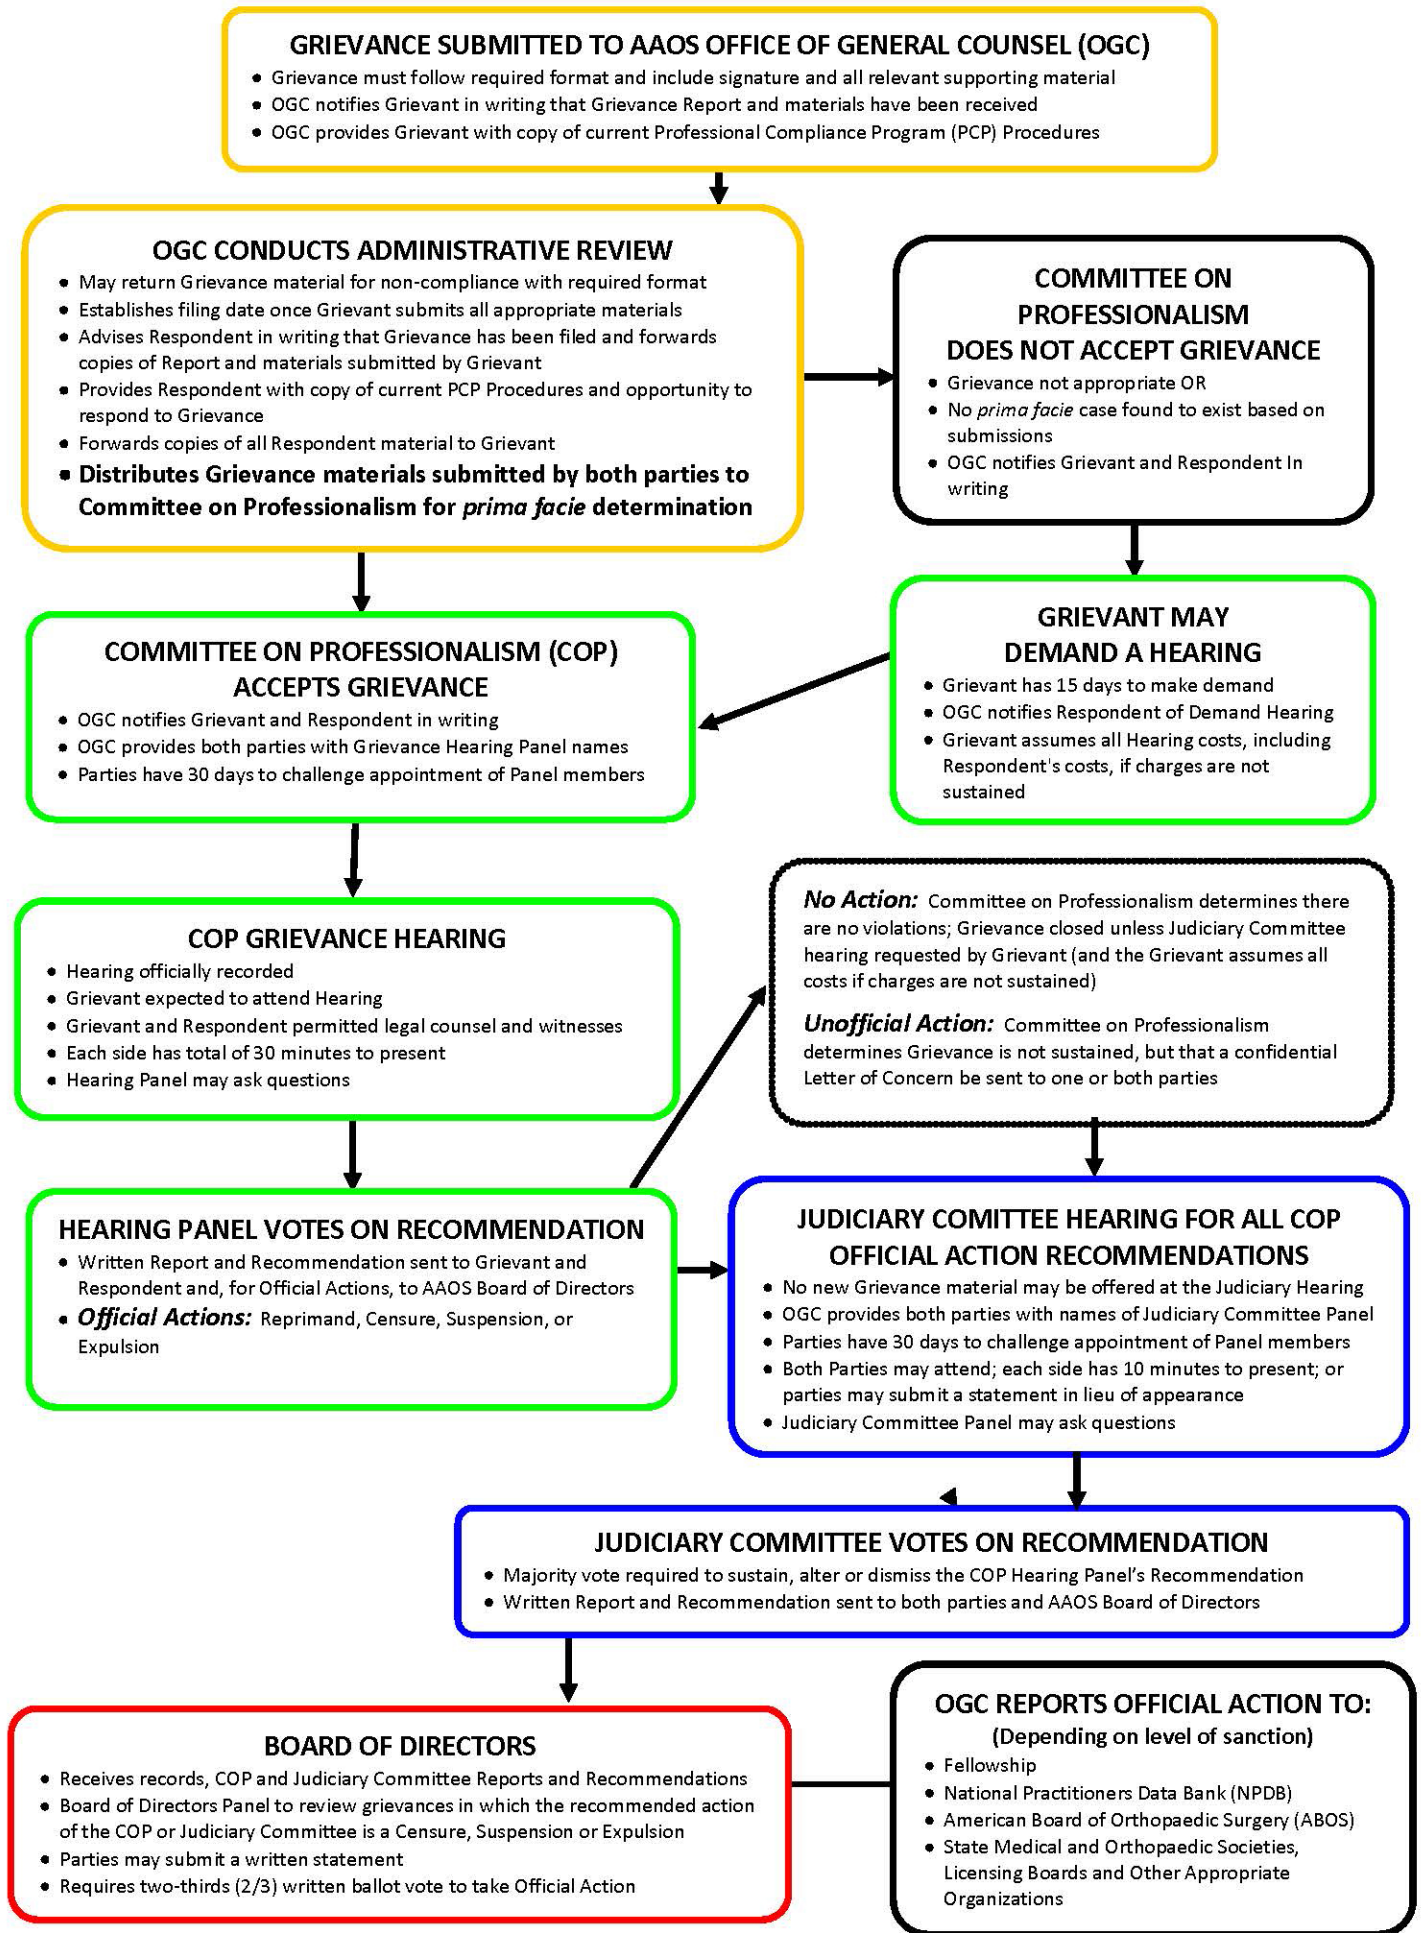 GRIEVANCE SUBMITTED TO AAOS OFFICE OF GENERAL COUNSEL (OGC)
• Grievance must follow required format and include signature and all relevant supporting material
• OGC notifies Grievant in writing that Grievance Report and materials have been received
• OGC provides Grievant with copy of current Professional Compliance Program (PCP) Procedures
OGC CONDUCTS ADMINISTRATIVE REVIEW
• May return Grievance material for non-compliance with required format
• Establishes filing date once Grievant submits all appropriate materials
• Advises Respondent in writing that Grievance has been filed and forwards
copies of Report and materials submitted by Grievant
• Provides Respondent with copy of current PCP Procedures and opportunity to
respond to Grievance
• Forwards copies of all Respondent material to Grievant
• Distributes Grievance materials submitted by both parties to
Committee on Professionalism for prima facie determination
COMMITTEE ON
PROFESSIONALISM
DOES NOT ACCEPT GRIEVANCE
• Grievance not appropriate OR
• No prima facie case found to exist based on
submissions
• OGC notifies Grievant and Respondent In
writing
COMMITTEE ON PROFESSIONALISM (COP)
ACCEPTS GRIEVANCE
• OGC notifies Grievant and Respondent in writing
• OGC provides both parties with Grievance Hearing Panel names
• Parties have 30 days to challenge appointment of Panel members
GRIEVANT MAY
DEMAND A HEARING
• Grievant has 15 days to make demand
• OGC notifies Respondent of Demand Hearing
• Grievant assumes all Hearing costs, including
Respondent's costs, if charges are not
sustained
COP GRIEVANCE HEARING
• Hearing officially recorded
• Grievant expected to attend Hearing
• Grievant and Respondent permitted legal counsel and witnesses
• Each side has total of 30 minutes to present
• Hearing Panel may ask questions
No Action: Committee on Professionalism determines there
are no violations; Grievance closed unless Judiciary Committee
hearing requested by Grievant (and the Grievant assumes all
costs if charges are not sustained)
Unofficial Action: Committee on Professionalism
determines Grievance is not sustained, but that a confidential
Letter of Concern be sent to one or both parties
HEARING PANEL VOTES ON RECOMMENDATION
• Written Report and Recommendation sent to Grievant and
Respondent and, for Official Actions, to AAOS Board of Directors
• Official Actions: Reprimand, Censure, Suspension, or
Expulsion
JUDICIARY COMITTEE HEARING FOR ALL COP
OFFICIAL ACTION RECOMMENDATIONS
• No new Grievance material may be offered at the Judiciary Hearing
• OGC provides both parties with names of Judiciary Committee Panel
• Parties have 30 days to challenge appointment of Panel members
• Both Parties may attend; each side has 10 minutes to present; or
parties may submit a statement in lieu of appearance
• Judiciary Committee Panel may ask questions
JUDICIARY COMMITTEE VOTES ON RECOMMENDATION
• Majority vote required to sustain, alter or dismiss the COP Hearing Panel's Recommendation
• Written Report and Recommendation sent to both parties and AAOS Board of Directors
BOARD OF DIRECTORS
• Receives records, COP and Judiciary Committee Reports and Recommendations
• Board of Directors Panel to review grievances in which the recommended action
of the COP or Judiciary Committee is a Censure, Suspension or Expulsion
• Parties may submit a written statement
• Requires two-thirds (2/3) written ballot vote to take Official Action
OGC REPORTS OFFICIAL ACTION TO:
(Depending on level of sanction)
• Fellowship
• National Practitioners Data Bank (NPDB)
• American Board of Orthopaedic Surgery (ABOS)
• State Medical and Orthopaedic Societies,
Licensing Boards and Other Appropriate
Organizations